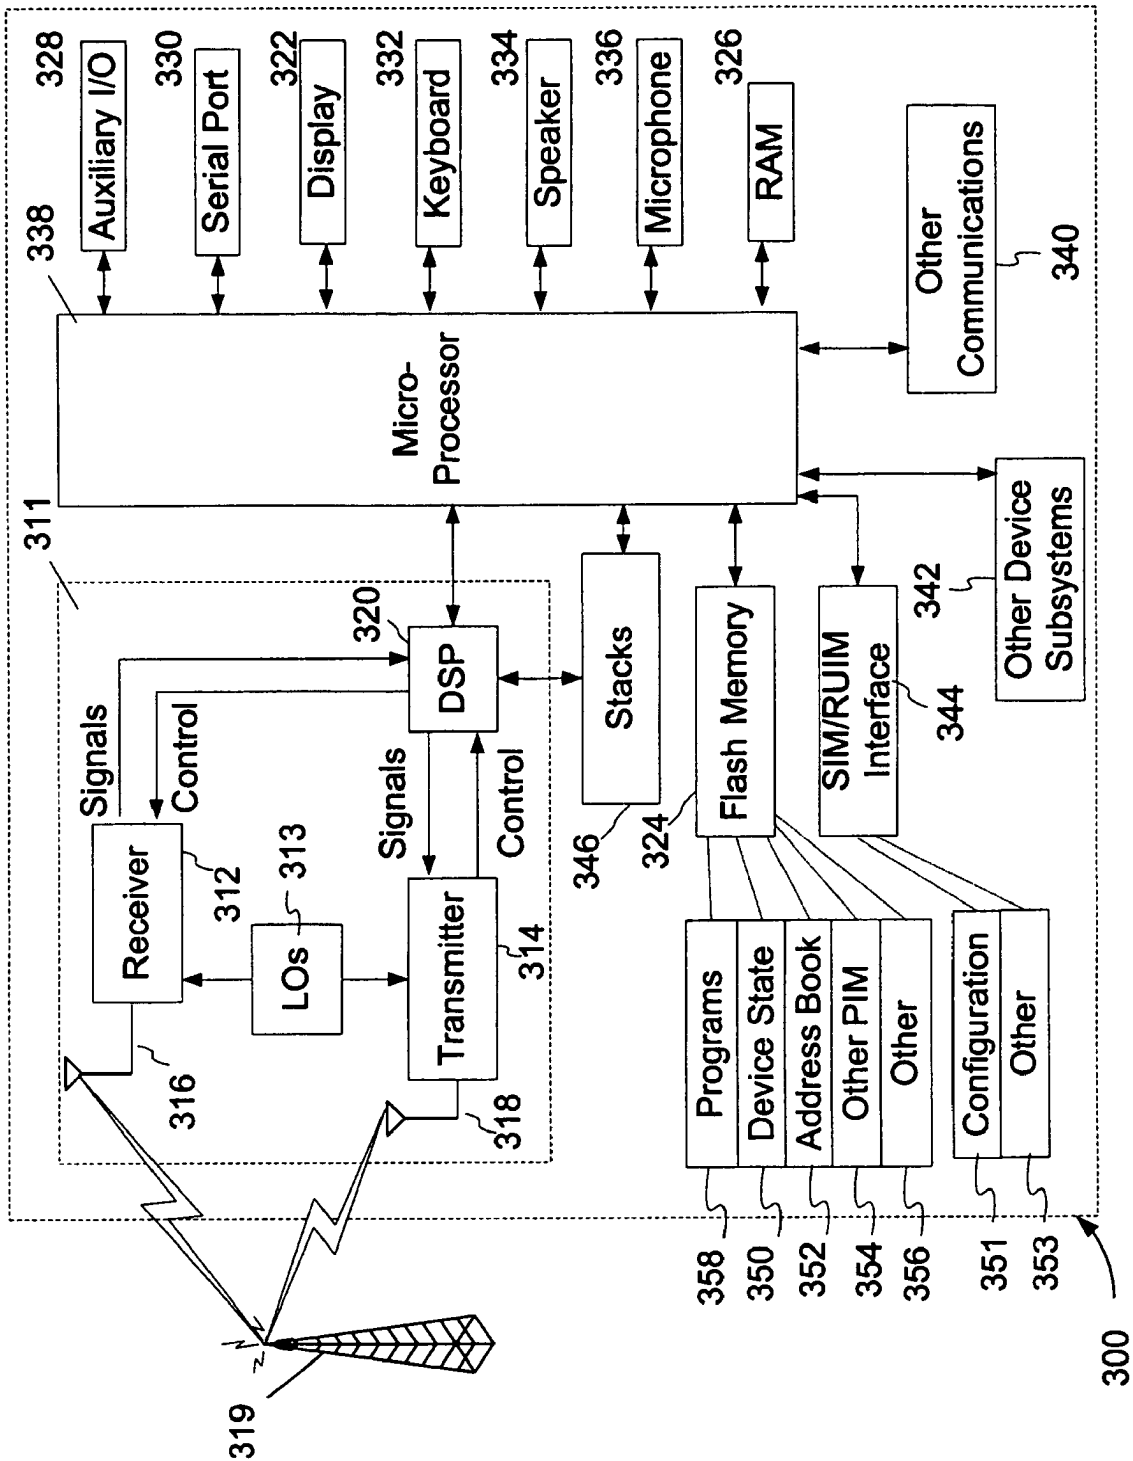 328
Auxiliary I/O
330
Serial Port
322
Display
332
Keyboard
334
Speaker
336
Microphone
326
RAM
338
Micro-
Processor
Other
Communications
340
311
320
DSP
Signals
Control
Signals
Control
Receiver
312
LOs
313
Transmitter
314
316
318
319
Stacks
346
Flash Memory
324
SIM/RUIM
Interface
344
Other Device
Subsystems
342
Programs
Device State
Address Book
Other PIM
Other
358
350
352
354
356
Configuration
Other
351
353
300